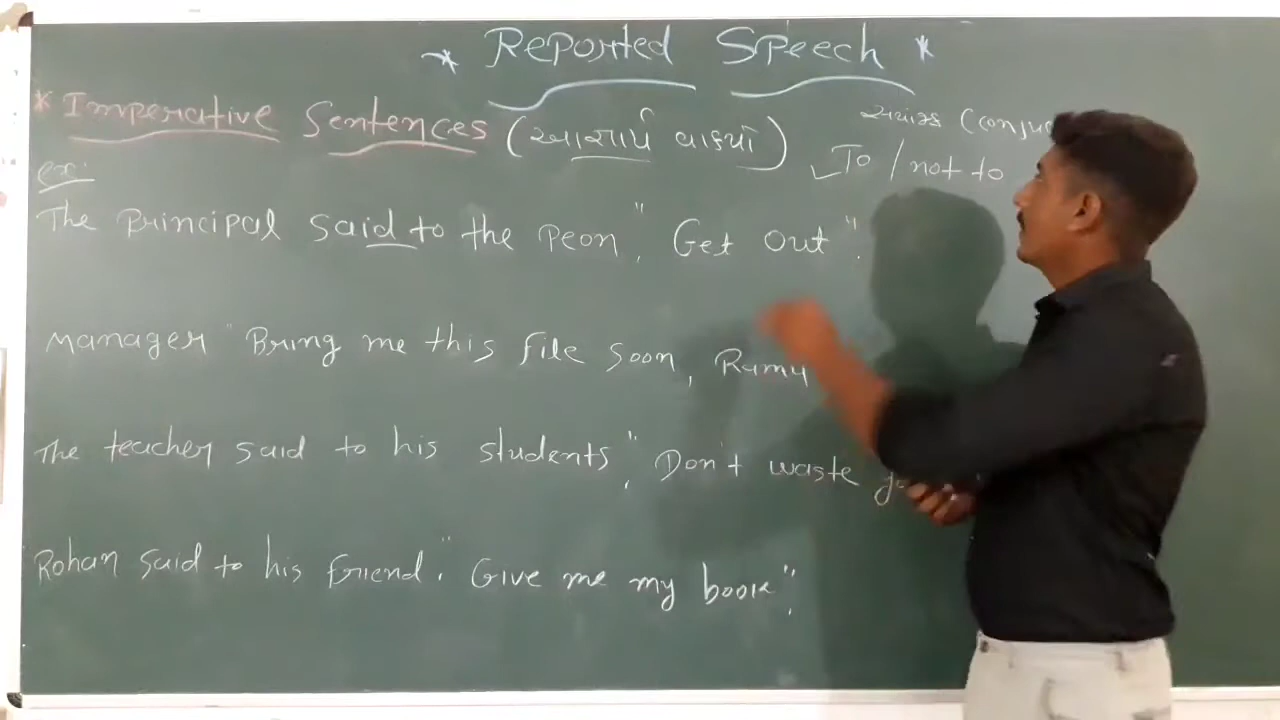 * Reported Speech *
* Imperative Sentences (આજ્ઞાર્થ વાક્યો)
સંયોજક (conju
✓ To / not to
ex:
The Principal said to the peon, "Get out".
Manager "Bring me this file soon, Ramu
The teacher said to his students, "Don't waste
Rohan said to his friend. "Give me my book".